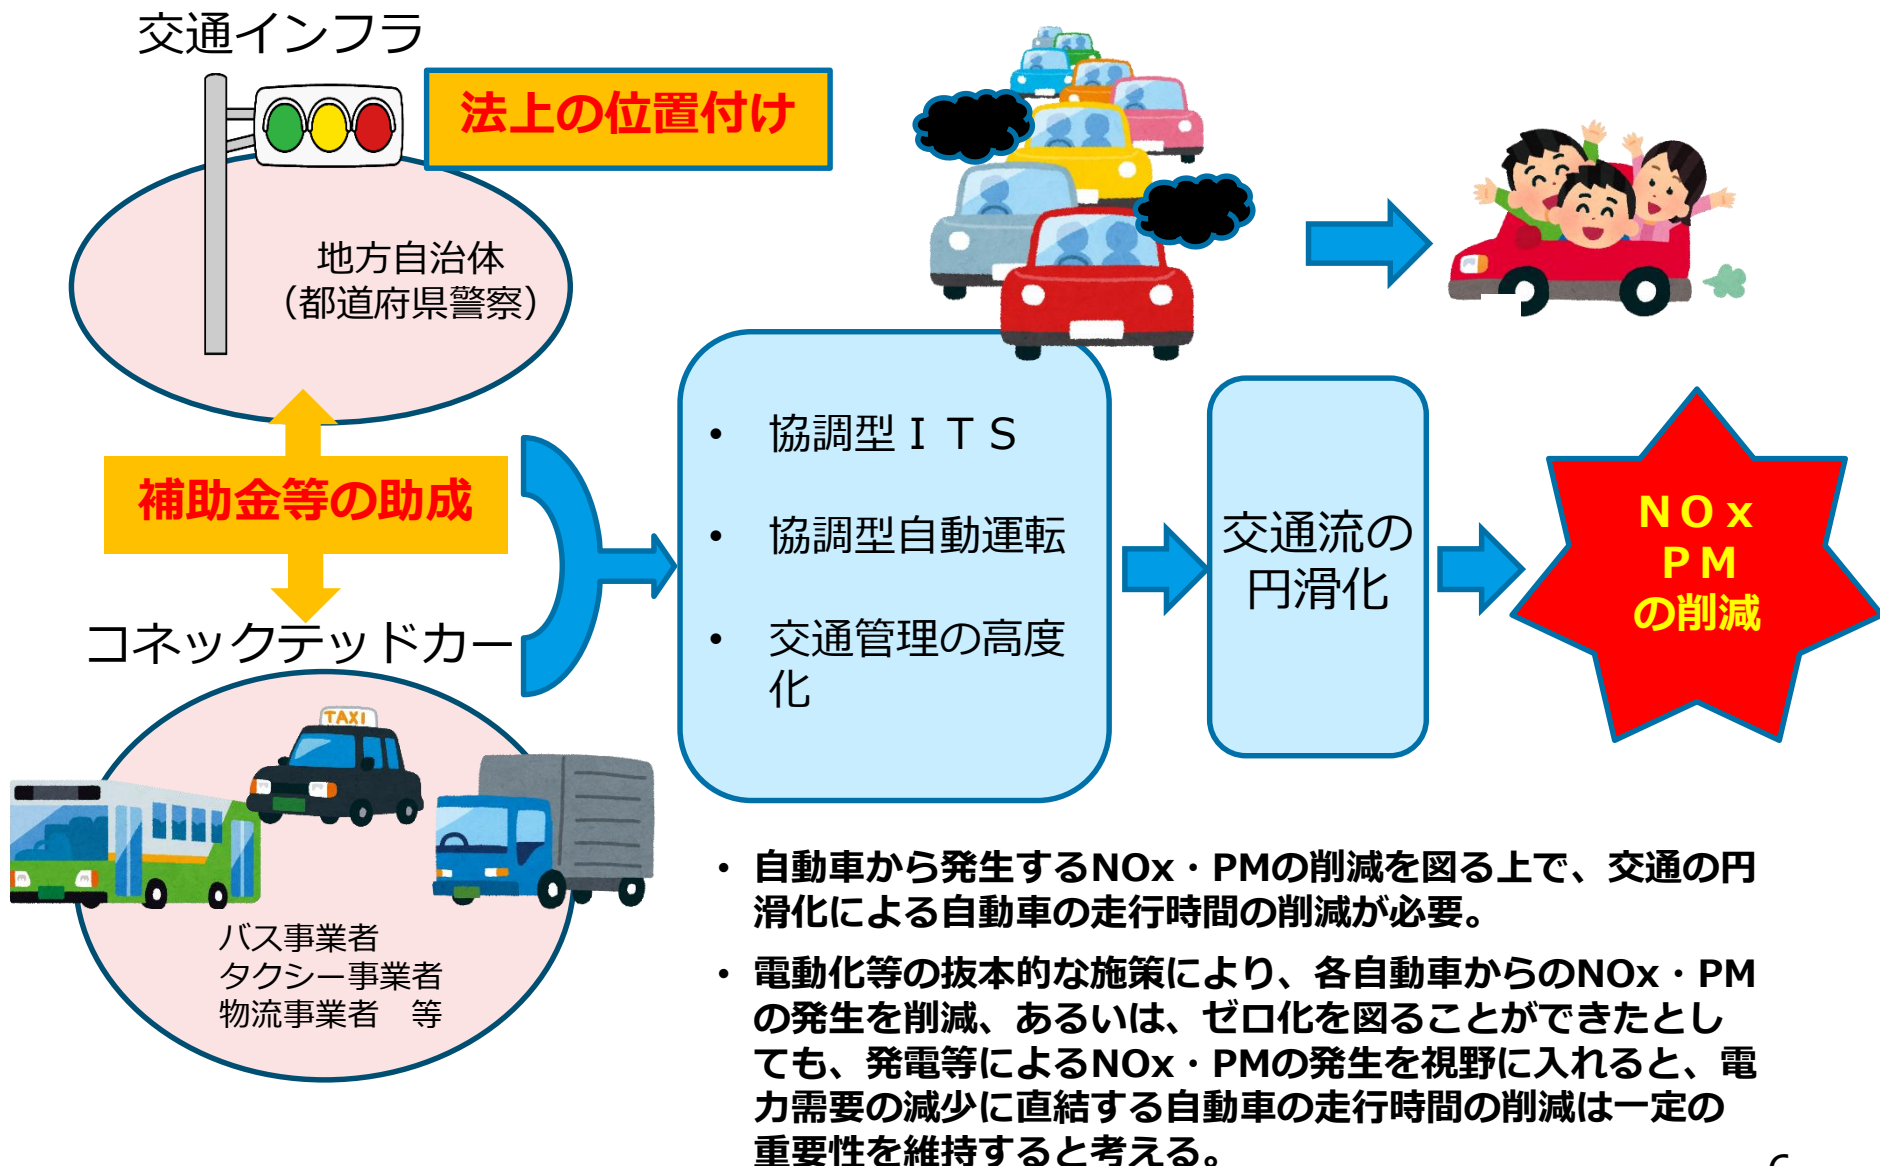 交通インフラ
法上の位置付け
地方自治体
（都道府県警察）
補助金等の助成
コネックテッドカー
TAXI
バス事業者
タクシー事業者
物流事業者　等
• 協調型ＩＴＳ
• 協調型自動運転
• 交通管理の高度
化
交通流の
円滑化
ＮＯｘ
ＰＭ
の削減
• 自動車から発生するNOx・PMの削減を図る上で、交通の円
滑化による自動車の走行時間の削減が必要。
• 電動化等の抜本的な施策により、各自動車からのNOx・PM
の発生を削減、あるいは、ゼロ化を図ることができたとし
ても、発電等によるNOx・PMの発生を視野に入れると、電
力需要の減少に直結する自動車の走行時間の削減は一定の
重要性を維持すると考える。